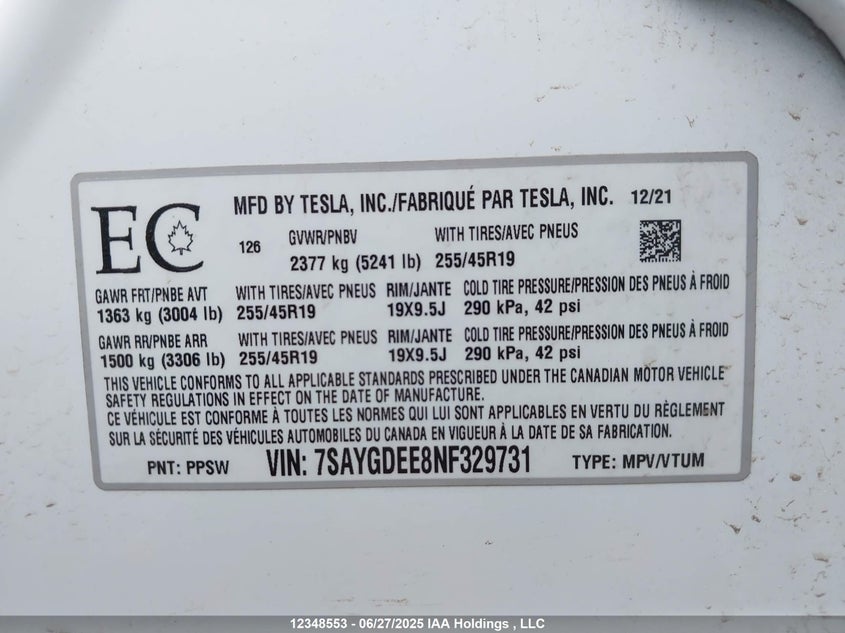 EC
MFD BY TESLA, INC./FABRIQUÉ PAR TESLA, INC. 12/21
126 GVWR/PNBV WITH TIRES/AVEC PNEUS
2377 kg (5241 lb) 255/45R19
GAWR FRT/PNBE AVT WITH TIRES/AVEC PNEUS RIM/JANTE COLD TIRE PRESSURE/PRESSION DES PNEUS À FROID
1363 kg (3004 lb) 255/45R19 19X9.5J 290 kPa, 42 psi
GAWR RR/PNBE ARR WITH TIRES/AVEC PNEUS RIM/JANTE COLD TIRE PRESSURE/PRESSION DES PNEUS À FROID
1500 kg (3306 lb) 255/45R19 19X9.5J 290 kPa, 42 psi
THIS VEHICLE CONFORMS TO ALL APPLICABLE STANDARDS PRESCRIBED UNDER THE CANADIAN MOTOR VEHICLE
SAFETY REGULATIONS IN EFFECT ON THE DATE OF MANUFACTURE.
CE VÉHICULE EST CONFORME À TOUTES LES NORMES QUI LUI SONT APPLICABLES EN VERTU DU RÈGLEMENT
SUR LA SÉCURITÉ DES VÉHICULES AUTOMOBILES DU CANADA EN VIGUEUR À LA DATE DE SA FABRICATION.
PNT: PPSW VIN: 7SAYGDEE8NF329731 TYPE: MPV/VTUM
12348553 - 06/27/2025 IAA Holdings , LLC